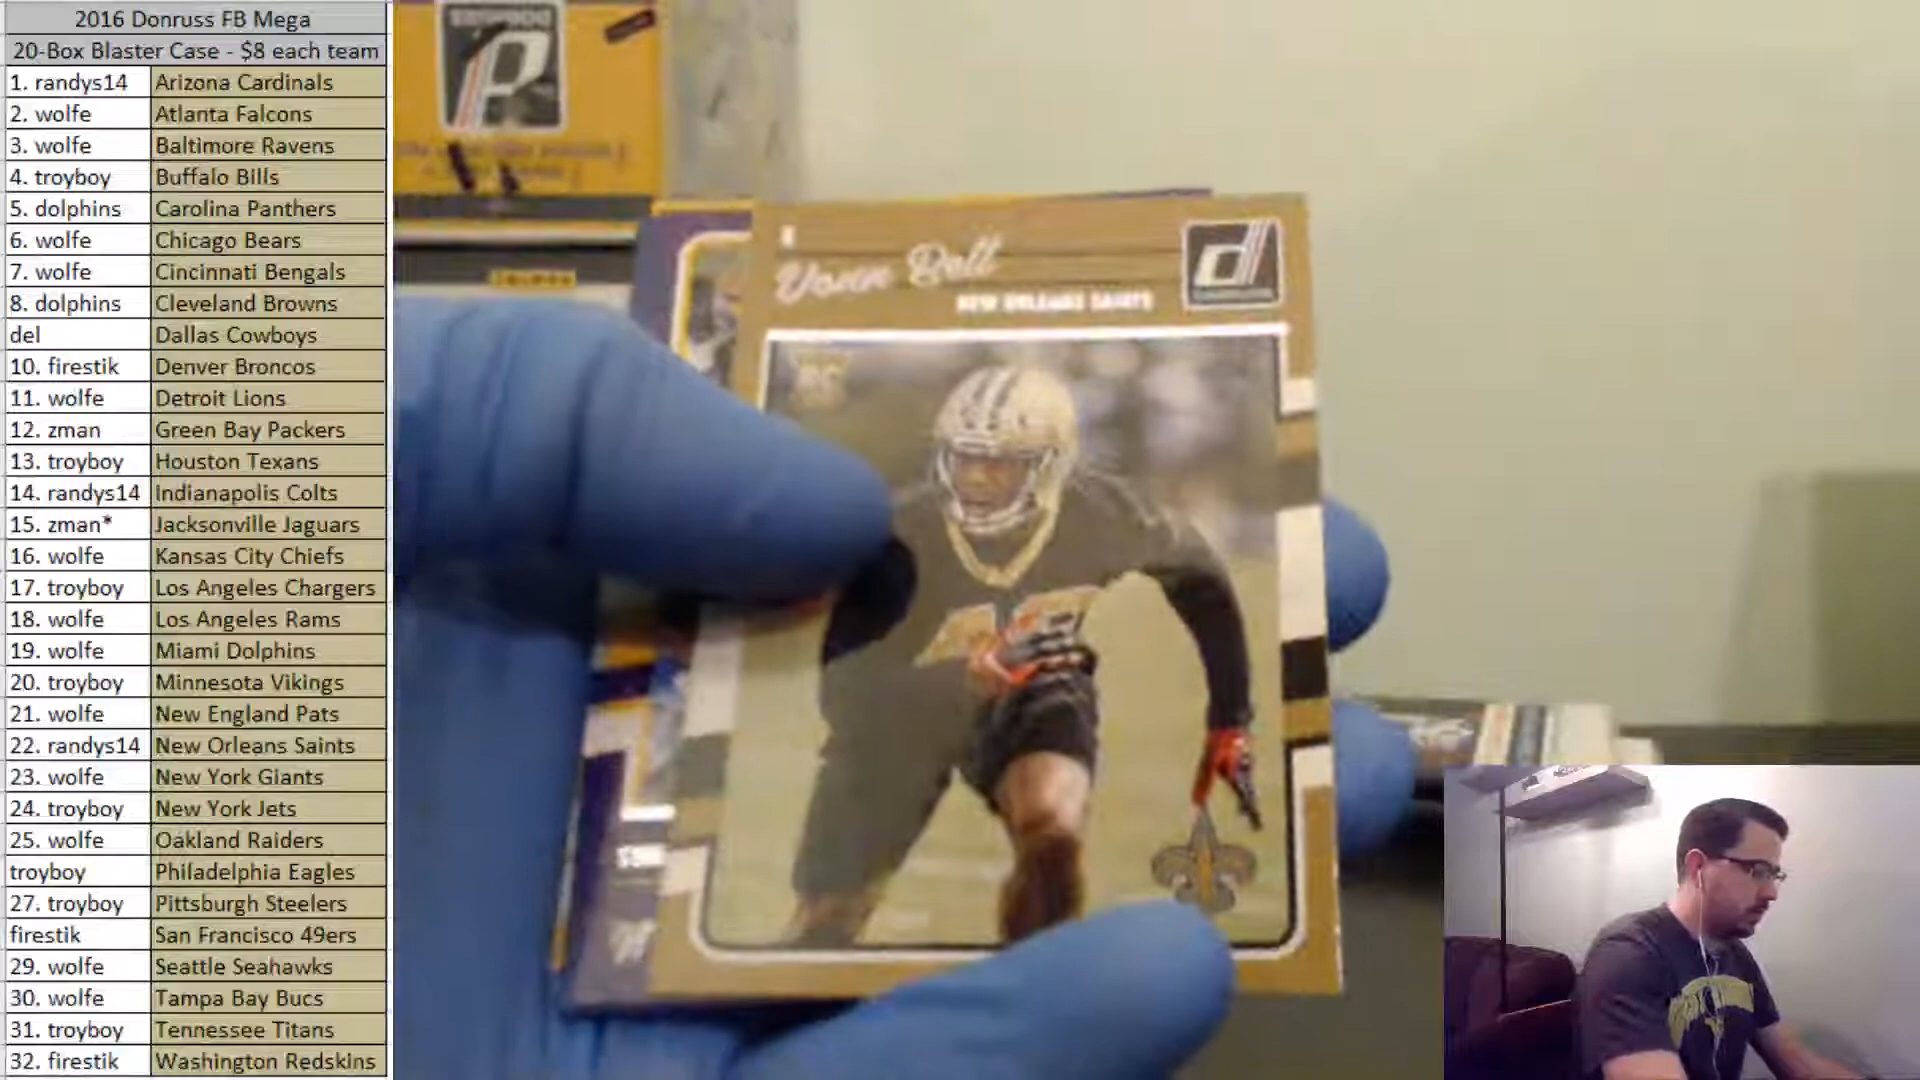 2016 Donruss FB Mega
20-Box Blaster Case - $8 each team
1. randys14 Arizona Cardinals
2. wolfe Atlanta Falcons
3. wolfe Baltimore Ravens
4. troyboy Buffalo Bills
5. dolphins Carolina Panthers
6. wolfe Chicago Bears
7. wolfe Cincinnati Bengals
8. dolphins Cleveland Browns
del Dallas Cowboys
10. firestik Denver Broncos
11. wolfe Detroit Lions
12. zman Green Bay Packers
13. troyboy Houston Texans
14. randys14 Indianapolis Colts
15. zman* Jacksonville Jaguars
16. wolfe Kansas City Chiefs
17. troyboy Los Angeles Chargers
18. wolfe Los Angeles Rams
19. wolfe Miami Dolphins
20. troyboy Minnesota Vikings
21. wolfe New England Pats
22. randys14 New Orleans Saints
23. wolfe New York Giants
24. troyboy New York Jets
25. wolfe Oakland Raiders
troyboy Philadelphia Eagles
27. troyboy Pittsburgh Steelers
firestik San Francisco 49ers
29. wolfe Seattle Seahawks
30. wolfe Tampa Bay Bucs
31. troyboy Tennessee Titans
32. firestik Washington Redskins
Vonn Bell
NEW ORLEANS SAINTS
RC